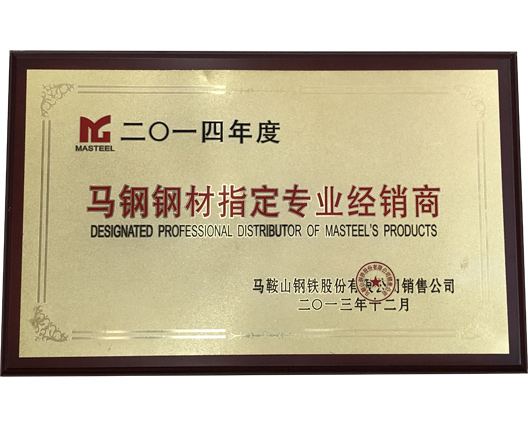 MASTEEL 二〇一四年度
马钢钢材指定专业经销商
DESIGNATED PROFESSIONAL DISTRIBUTOR OF MASTEEL'S PRODUCTS
马鞍山钢铁股份有限公司销售公司
二〇一三年十二月